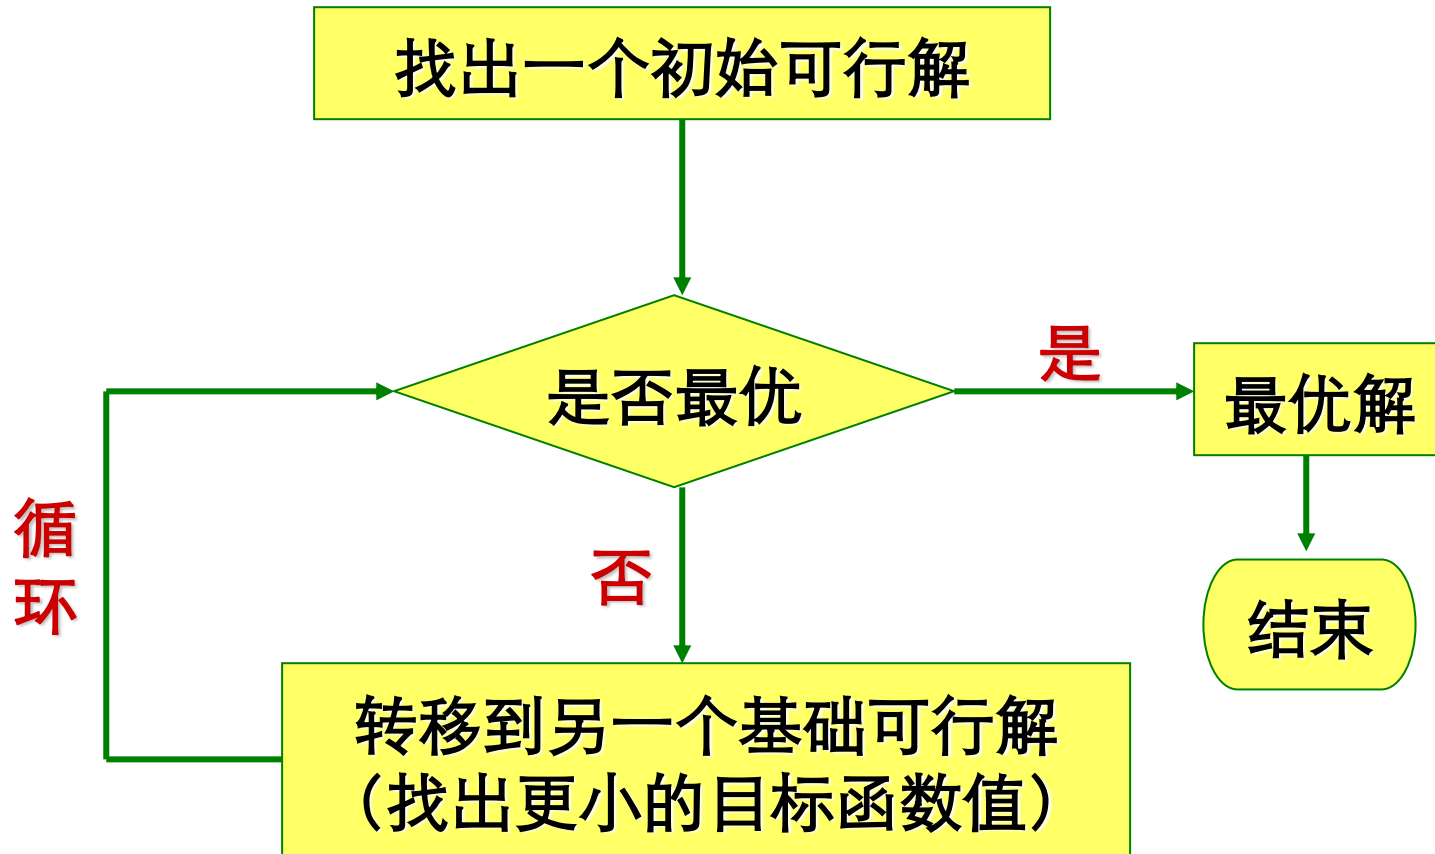 找出一个初始可行解
是否最优
是
最优解
循
环
否
结束
转移到另一个基础可行解
（找出更小的目标函数值）